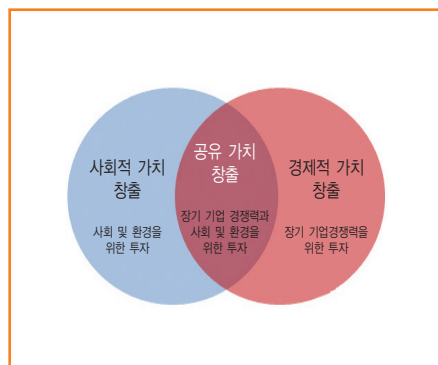 사회적 가치
창출
사회 및 환경을
위한 투자
공유 가치
창출
장기 기업 경쟁력과
사회 및 환경을
위한 투자
경제적 가치
창출
장기 기업경쟁력을
위한 투자